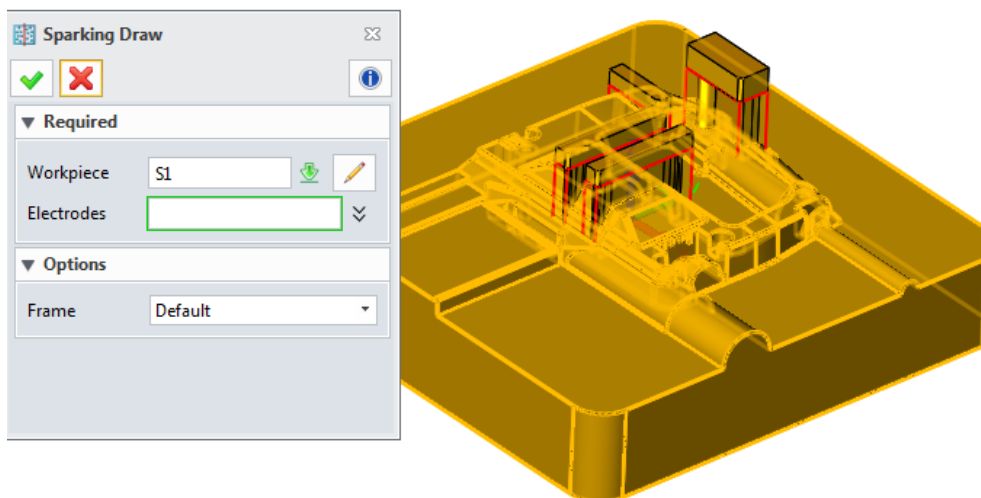 Sparking Draw
Required
Workpiece S1
Electrodes
Options
Frame Default